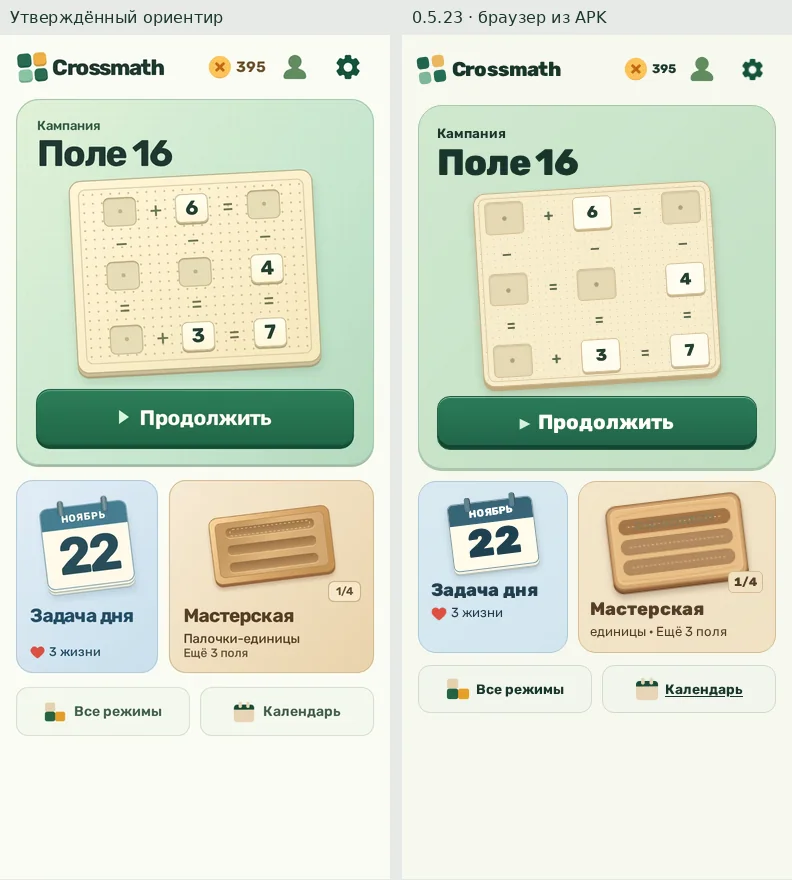 Утверждённый ориентир
Crossmath
395
Кампания
Поле 16
+ 6 =
− − −
4
= = =
+ 3 = 7
Продолжить
НОЯБРЬ
22
Задача дня
3 жизни
1/4
Мастерская
Палочки-единицы
Ещё 3 поля
Все режимы
Календарь
0.5.23 · браузер из APK
Crossmath
395
Кампания
Поле 16
+ 6 =
− − −
= 4
= = =
+ 3 = 7
Продолжить
НОЯБРЬ
22
Задача дня
3 жизни
1/4
Мастерская
единицы • Ещё 3 поля
Все режимы
Календарь